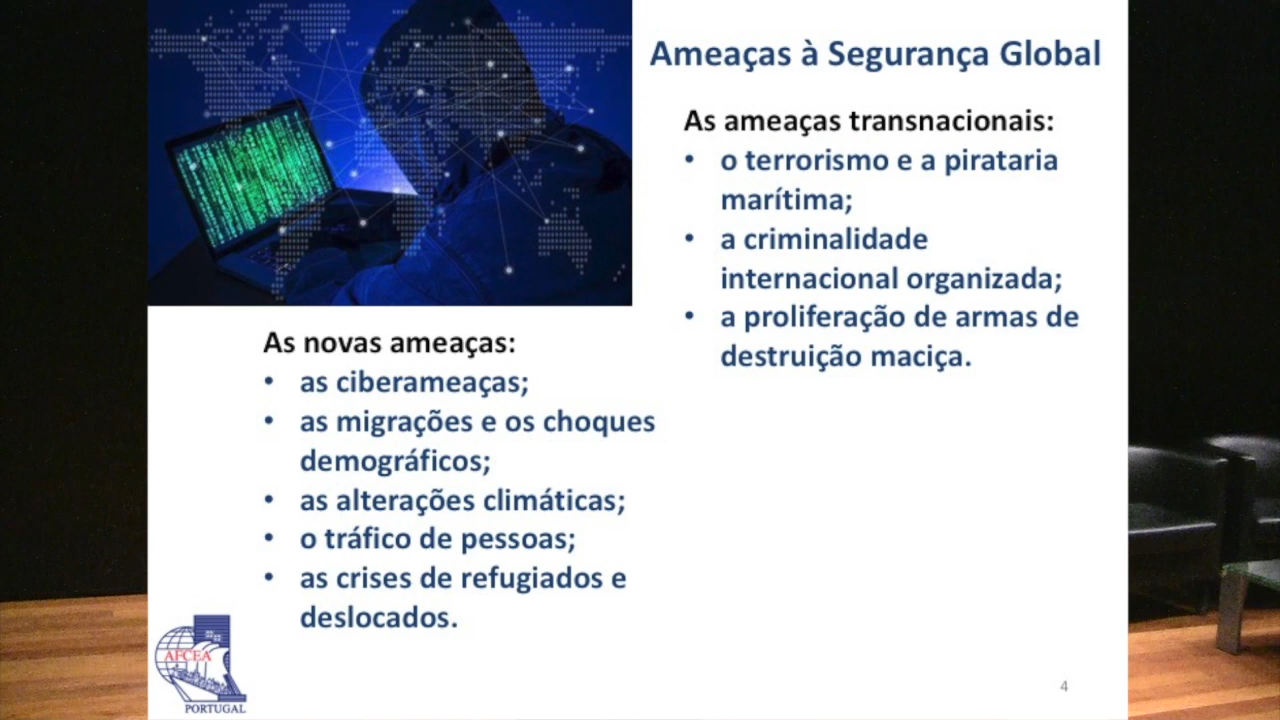 Ameaças à Segurança Global
As ameaças transnacionais:
• o terrorismo e a pirataria
marítima;
• a criminalidade
internacional organizada;
• a proliferação de armas de
destruição maciça.
As novas ameaças:
• as ciberameaças;
• as migrações e os choques
demográficos;
• as alterações climáticas;
• o tráfico de pessoas;
• as crises de refugiados e
deslocados.
AFCEA
PORTUGAL
4